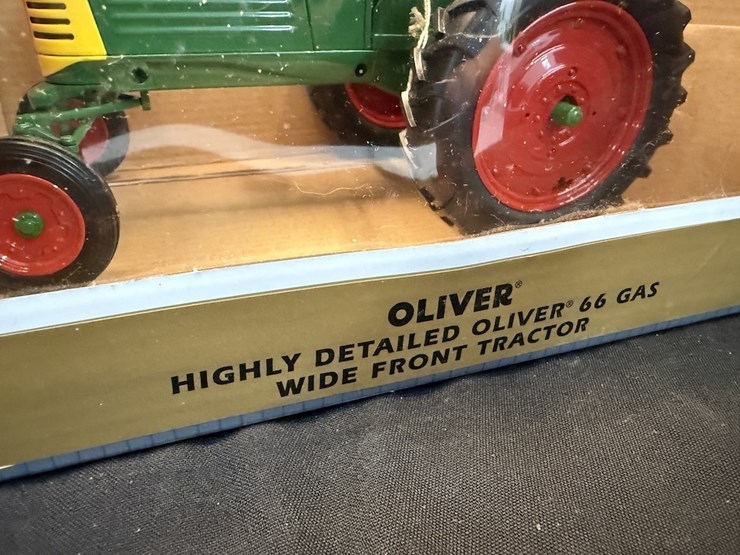 OLIVER®
HIGHLY DETAILED OLIVER® 66 GAS
WIDE FRONT TRACTOR